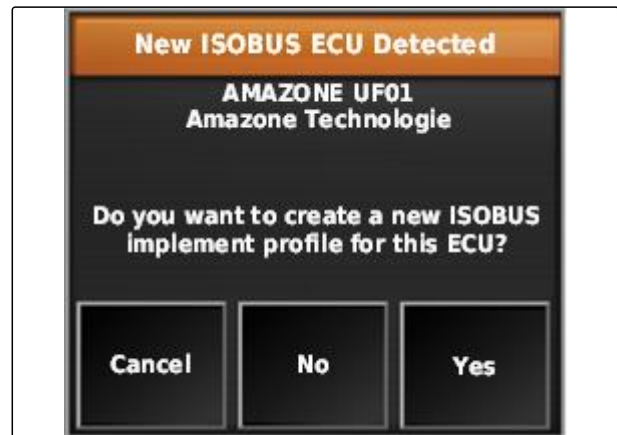 New ISOBUS ECU Detected
AMAZONE UF01
Amazone Technologie
Do you want to create a new ISOBUS
implement profile for this ECU?
Cancel
No
Yes